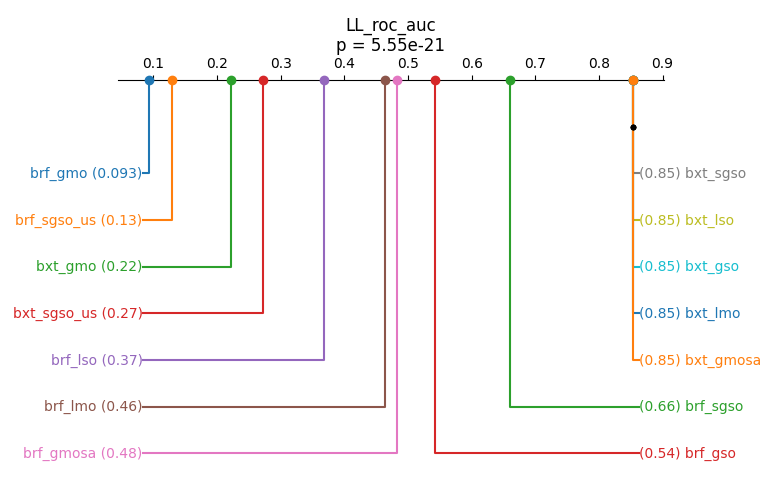 LL_roc_auc
p = 5.55e-21
0.1 0.2 0.3 0.4 0.5 0.6 0.7 0.8 0.9
brf_gmo (0.093) (0.85) bxt_sgso
brf_sgso_us (0.13) (0.85) bxt_lso
bxt_gmo (0.22) (0.85) bxt_gso
bxt_sgso_us (0.27) (0.85) bxt_lmo
brf_lso (0.37) (0.85) bxt_gmosa
brf_lmo (0.46) (0.66) brf_sgso
brf_gmosa (0.48) (0.54) brf_gso